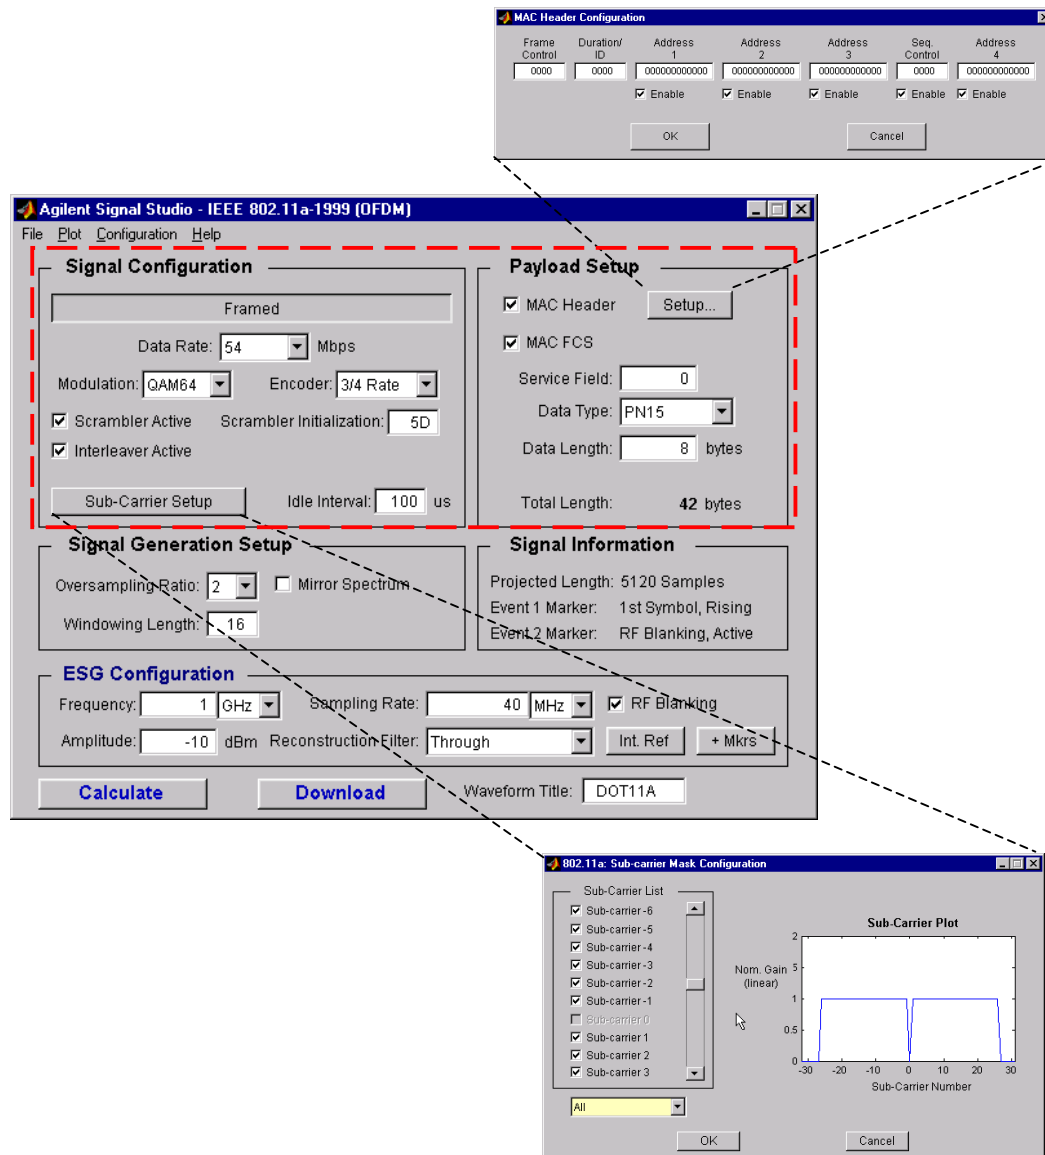 MAC Header Configuration
Frame Control Duration/ ID Address 1 Address 2 Address 3 Seq. Control Address 4
0000 0000 000000000000 000000000000 000000000000 0000 000000000000
Enable Enable Enable Enable Enable
OK Cancel
Agilent Signal Studio - IEEE 802.11a-1999 (OFDM)
File Plot Configuration Help
Signal Configuration
Framed
Data Rate: 54 Mbps
Modulation: QAM64 Encoder: 3/4 Rate
Scrambler Active Scrambler Initialization: 5D
Interleaver Active
Sub-Carrier Setup Idle Interval: 100 us
Payload Setup
MAC Header Setup...
MAC FCS
Service Field: 0
Data Type: PN15
Data Length: 8 bytes
Total Length: 42 bytes
Signal Generation Setup
Oversampling Ratio: 2 Mirror Spectrum
Windowing Length: 16
Signal Information
Projected Length: 5120 Samples
Event 1 Marker: 1st Symbol, Rising
Event 2 Marker: RF Blanking, Active
ESG Configuration
Frequency: 1 GHz Sampling Rate: 40 MHz RF Blanking
Amplitude: -10 dBm Reconstruction Filter: Through Int. Ref + Mkrs
Calculate Download Waveform Title: DOT11A
802.11a: Sub-carrier Mask Configuration
Sub-Carrier List
Sub-carrier -6
Sub-carrier -5
Sub-carrier -4
Sub-carrier -3
Sub-carrier -2
Sub-carrier -1
Sub-carrier 0
Sub-carrier 1
Sub-carrier 2
Sub-carrier 3
All
Sub-Carrier Plot
2
Nom. Gain 5
(linear)
1
0.5
0
-30 -20 -10 0 10 20 30
Sub-Carrier Number
OK Cancel